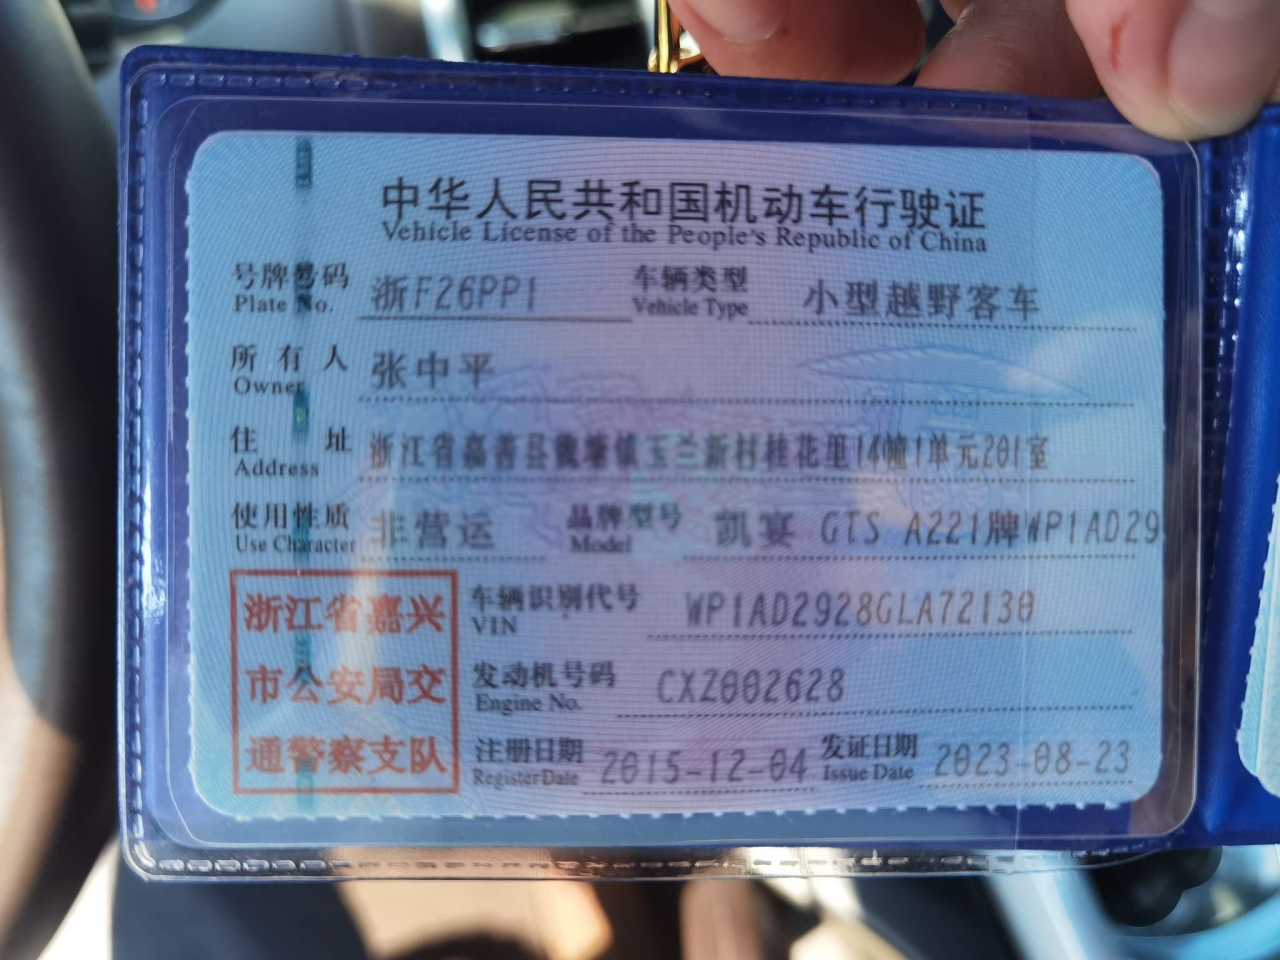 中华人民共和国机动车行驶证
Vehicle License of the People's Republic of China
号牌号码 浙F26PP1 车辆类型 小型越野客车
Plate No. Vehicle Type
所有人 张中平
Owner
住址 浙江省嘉善县魏塘镇玉兰新村桂花里14幢1单元201室
Address
使用性质 非营运 品牌型号 凯宴 GTS A221牌WP1AD29
Use Character Model
浙江省嘉兴
市公安局交
通警察支队
车辆识别代号 WP1AD2928GLA72130
VIN
发动机号码 CXZ002628
Engine No.
注册日期 2015-12-04 发证日期 2023-08-23
Register Date Issue Date